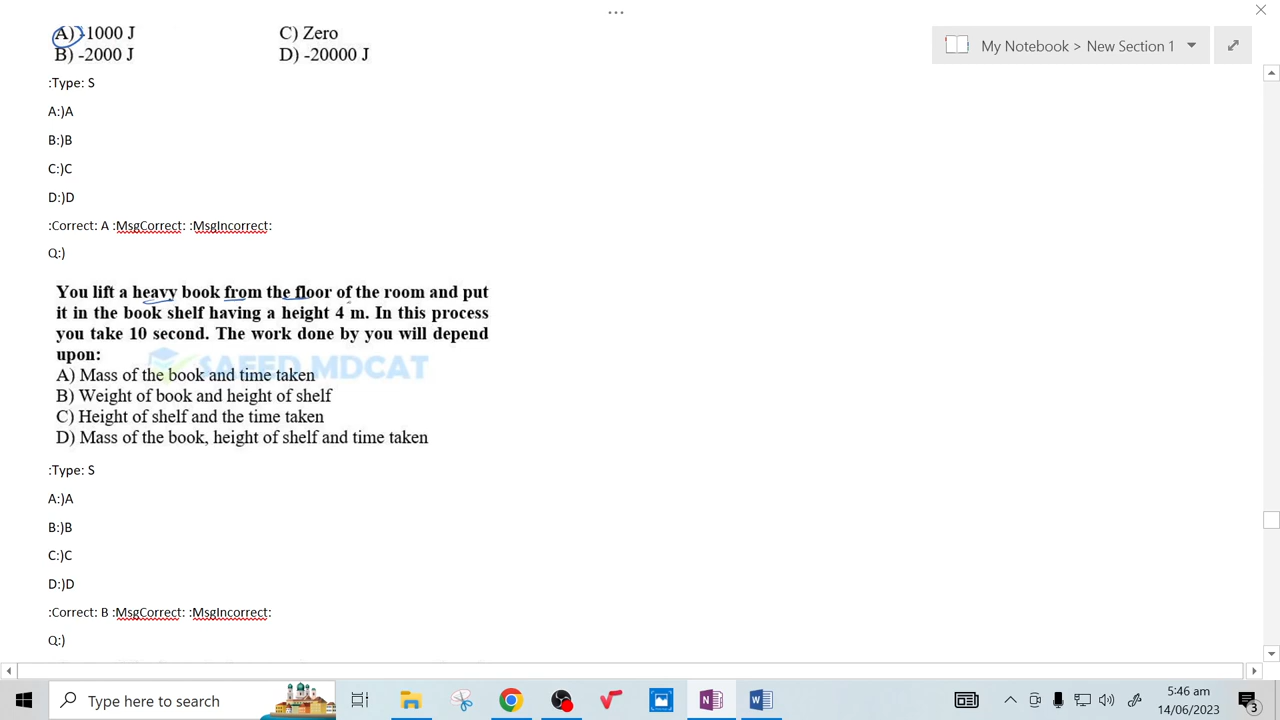 My Notebook > New Section 1
A) -1000 J
C) Zero
B) -2000 J
D) -20000 J
:Type: S
A:)A
B:)B
C:)C
D:)D
:Correct: A :MsgCorrect: :MsgIncorrect:
Q:)
You lift a heavy book from the floor of the room and put
it in the book shelf having a height 4 m. In this process
you take 10 second. The work done by you will depend
upon:
SAEED MDCAT
A) Mass of the book and time taken
B) Weight of book and height of shelf
C) Height of shelf and the time taken
D) Mass of the book, height of shelf and time taken
:Type: S
A:)A
B:)B
C:)C
D:)D
:Correct: B :MsgCorrect: :MsgIncorrect:
Q:)
Type here to search
5:46 am
14/06/2023
3